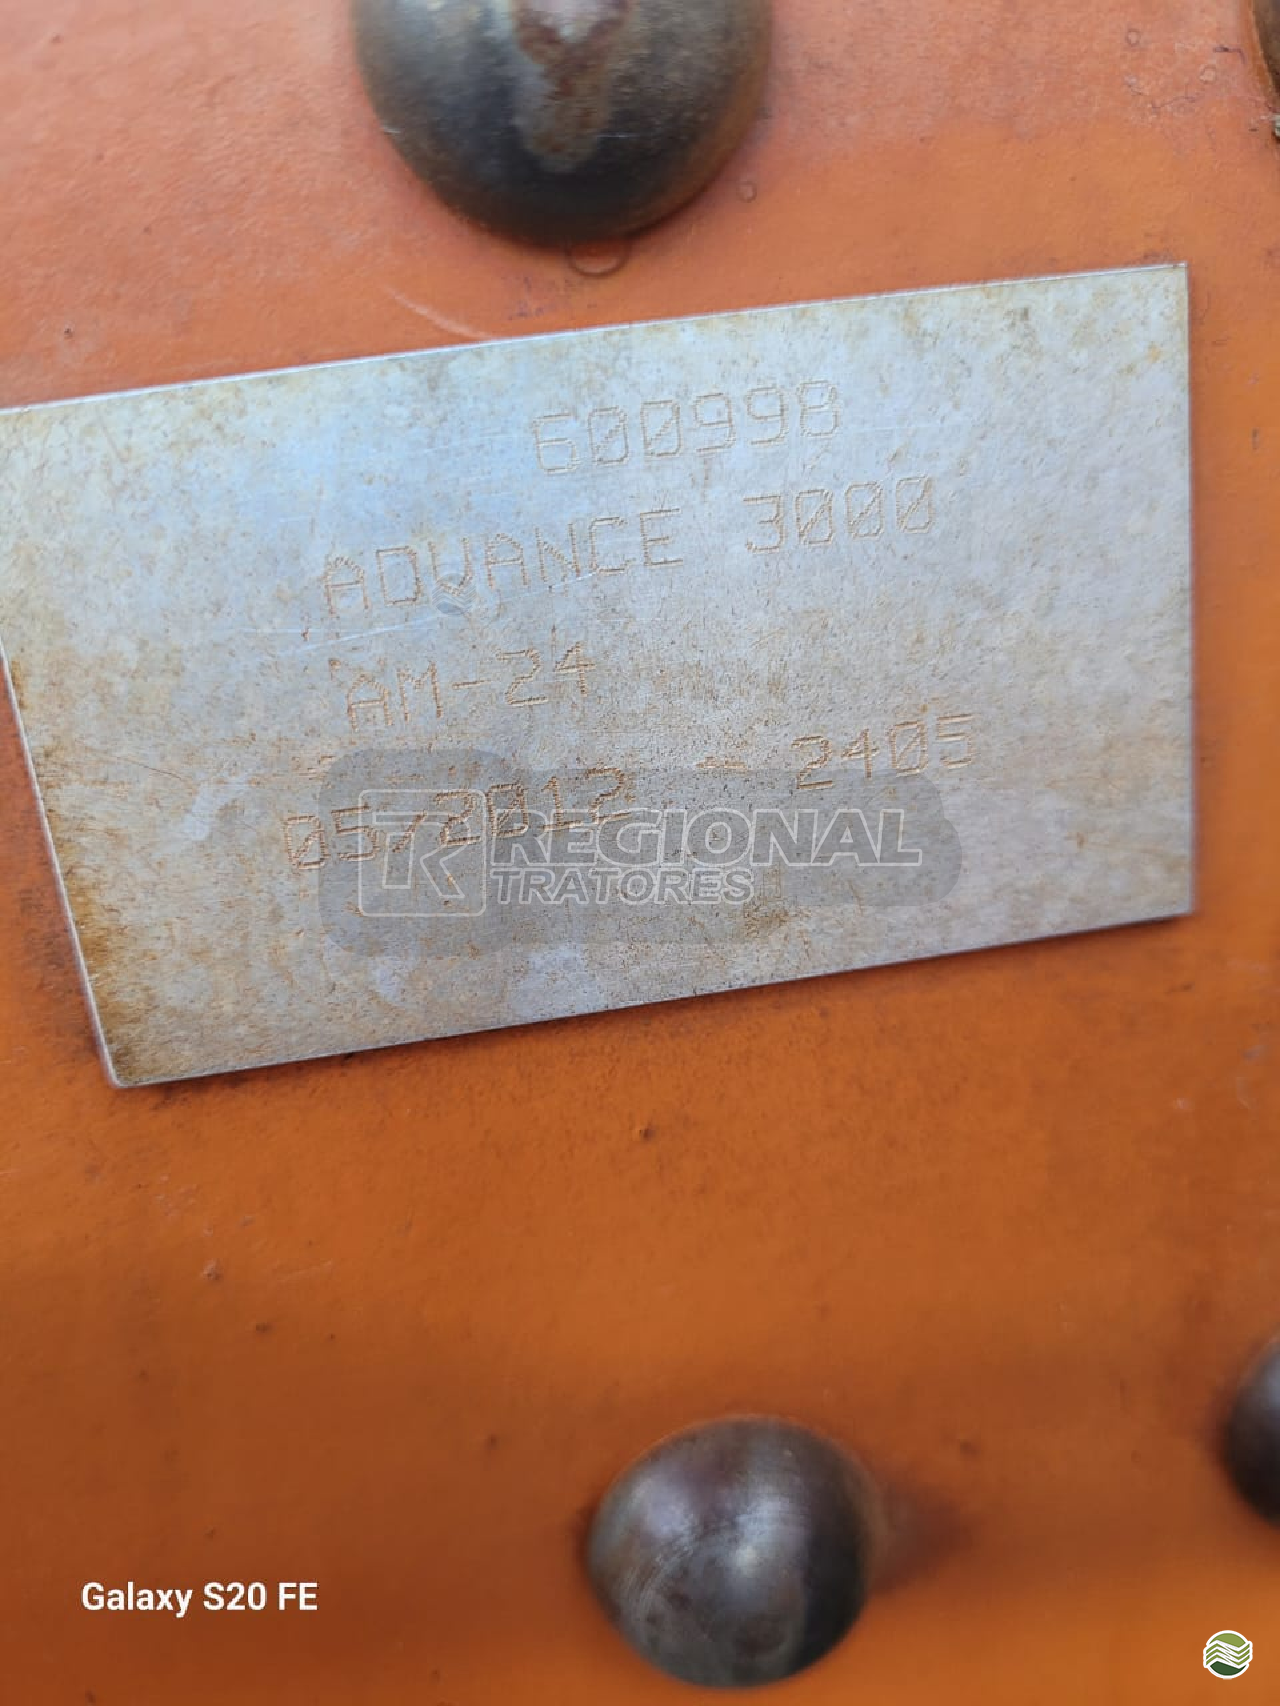 600998
ADVANCE 3000
AM-24
05/2012 - 2405
REGIONAL
TRATORES
Galaxy S20 FE